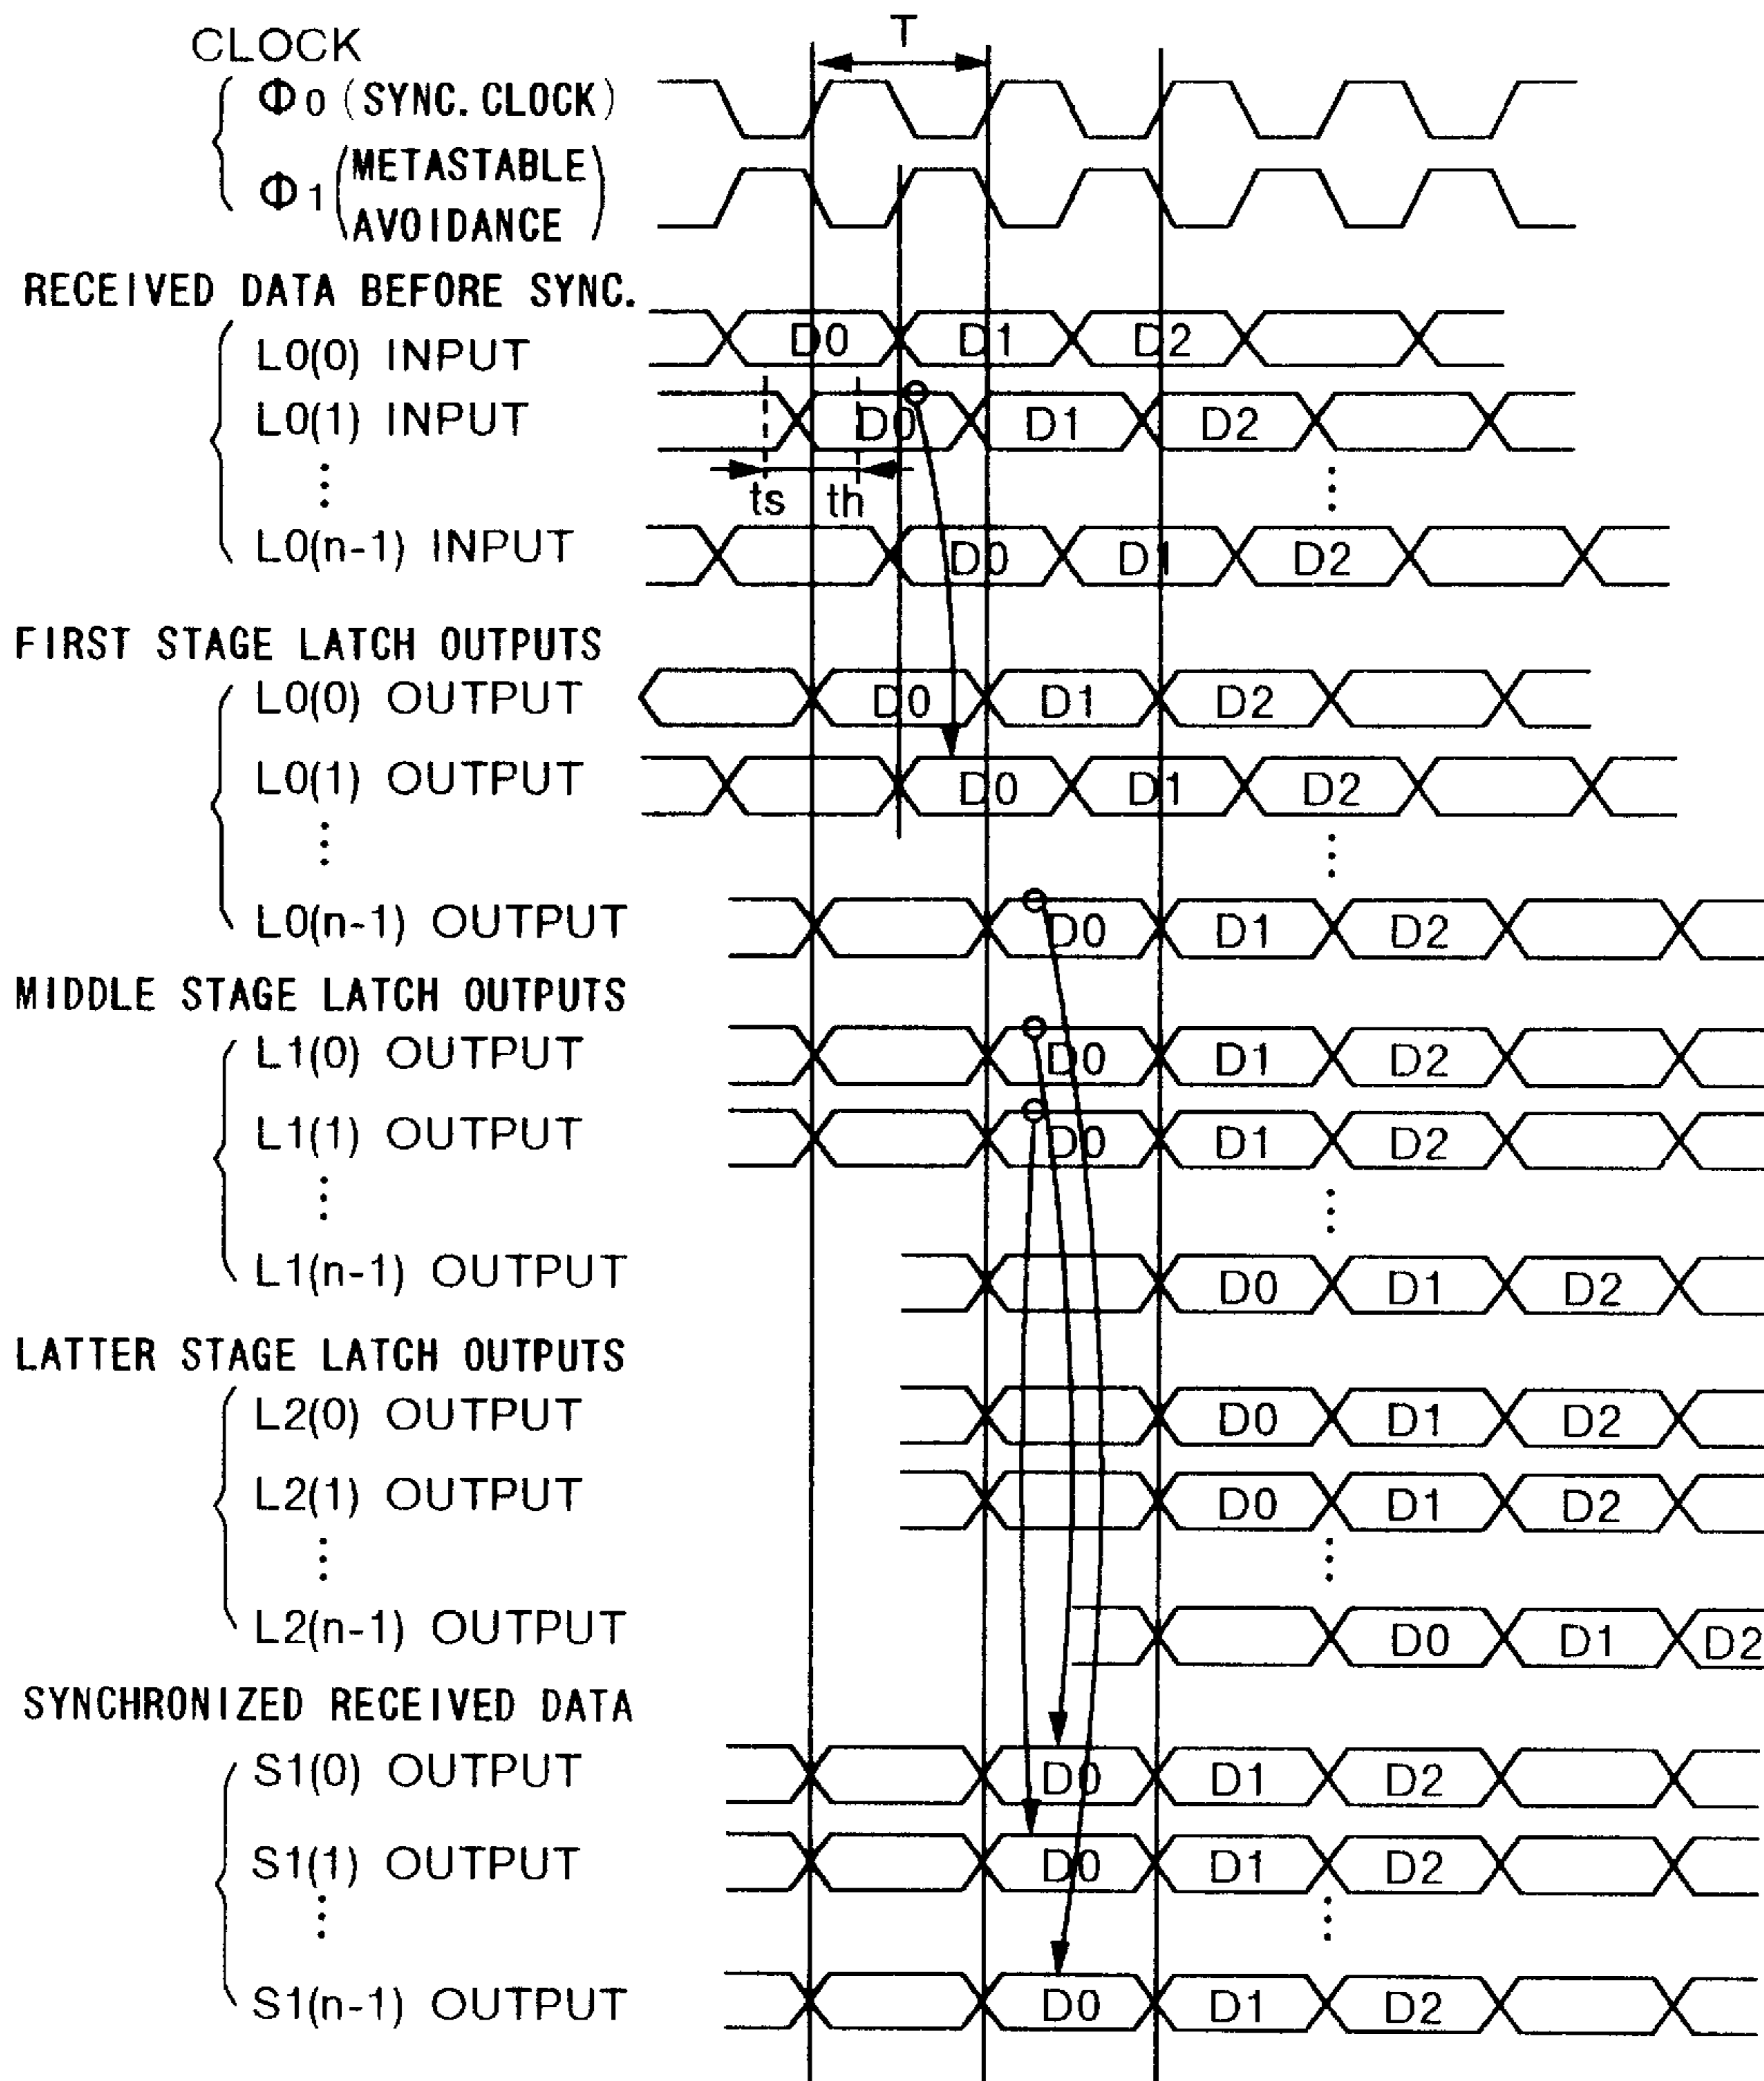 T
CLOCK
Φ0 (SYNC. CLOCK)
Φ1 (METASTABLE
AVOIDANCE)
RECEIVED DATA BEFORE SYNC.
L0(0) INPUT D0 D1 D2
L0(1) INPUT D0 D1 D2
ts th
L0(n-1) INPUT D0 D1 D2
FIRST STAGE LATCH OUTPUTS
L0(0) OUTPUT D0 D1 D2
L0(1) OUTPUT D0 D1 D2
L0(n-1) OUTPUT D0 D1 D2
MIDDLE STAGE LATCH OUTPUTS
L1(0) OUTPUT D0 D1 D2
L1(1) OUTPUT D0 D1 D2
L1(n-1) OUTPUT D0 D1 D2
LATTER STAGE LATCH OUTPUTS
L2(0) OUTPUT D0 D1 D2
L2(1) OUTPUT D0 D1 D2
L2(n-1) OUTPUT D0 D1 D2
SYNCHRONIZED RECEIVED DATA
S1(0) OUTPUT D0 D1 D2
S1(1) OUTPUT D0 D1 D2
S1(n-1) OUTPUT D0 D1 D2